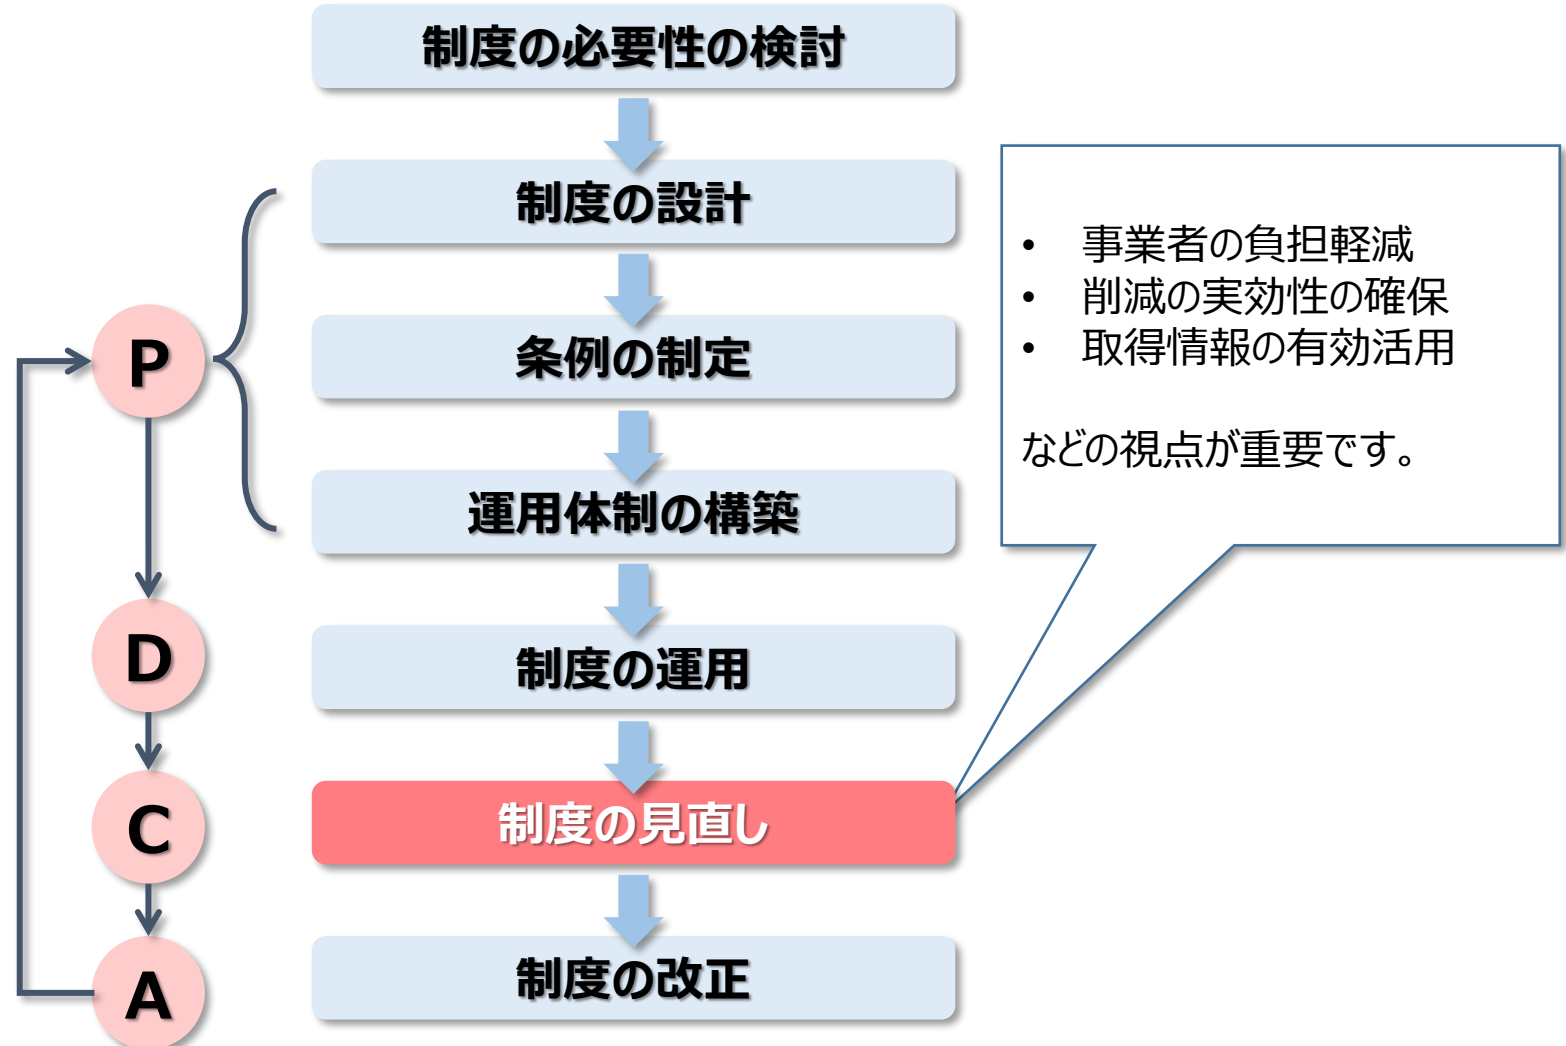 制度の必要性の検討
制度の設計
条例の制定
運用体制の構築
制度の運用
制度の見直し
制度の改正
P
D
C
A
• 事業者の負担軽減
• 削減の実効性の確保
• 取得情報の有効活用
などの視点が重要です。